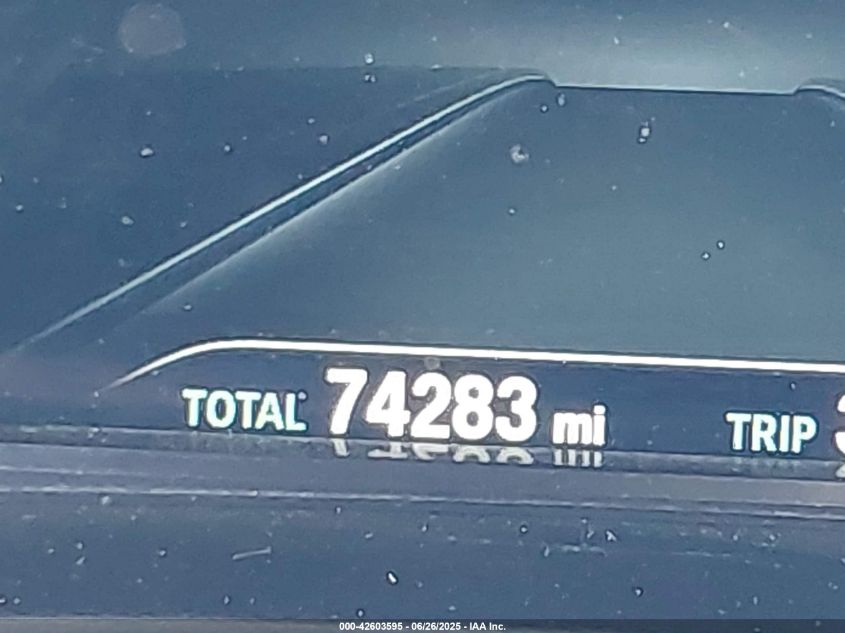 TOTAL 74283 mi TRIP
000-42603595 - 06/26/2025 - IAA Inc.